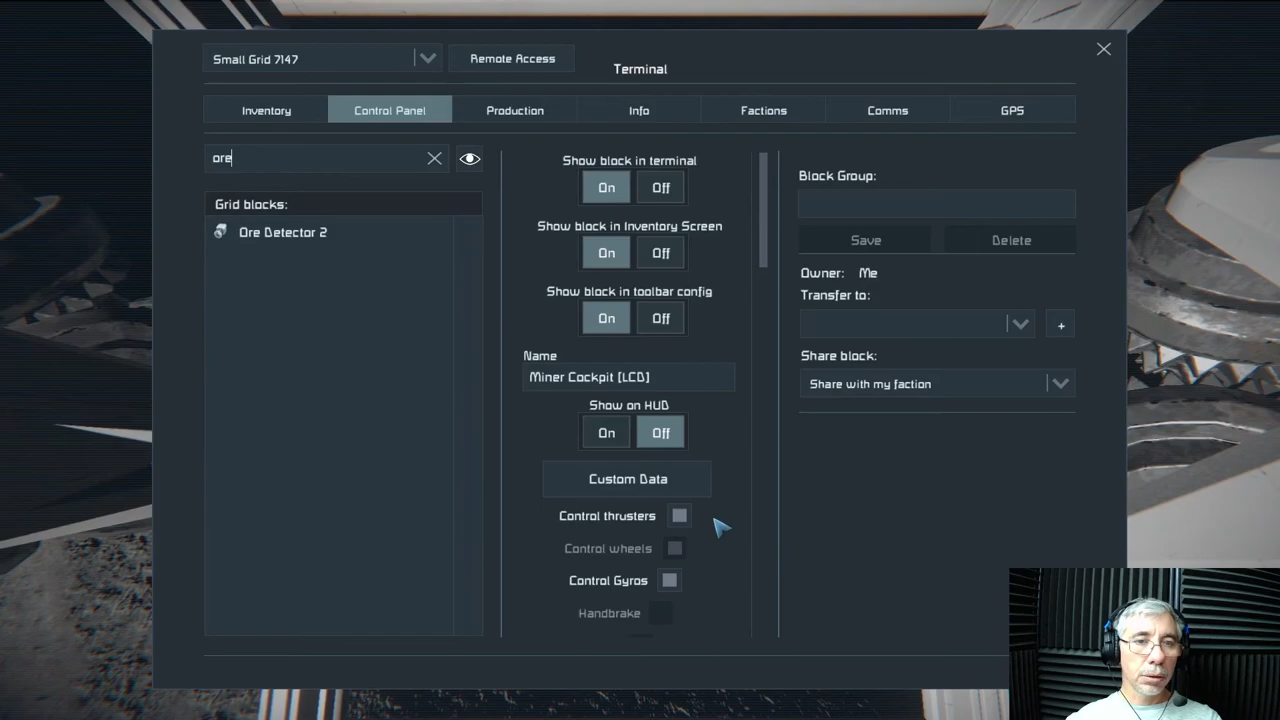 Small Grid 7147
Remote Access
Terminal
Inventory
Control Panel
Production
Info
Factions
Comms
GPS
ore
Grid blocks:
Ore Detector 2
Show block in terminal
On Off
Show block in Inventory Screen
On Off
Show block in toolbar config
On Off
Name
Miner Cockpit [LCD]
Show on HUD
On Off
Custom Data
Control thrusters
Control wheels
Control Gyros
Handbrake
Block Group:
Save Delete
Owner: Me
Transfer to:
+
Share block:
Share with my faction